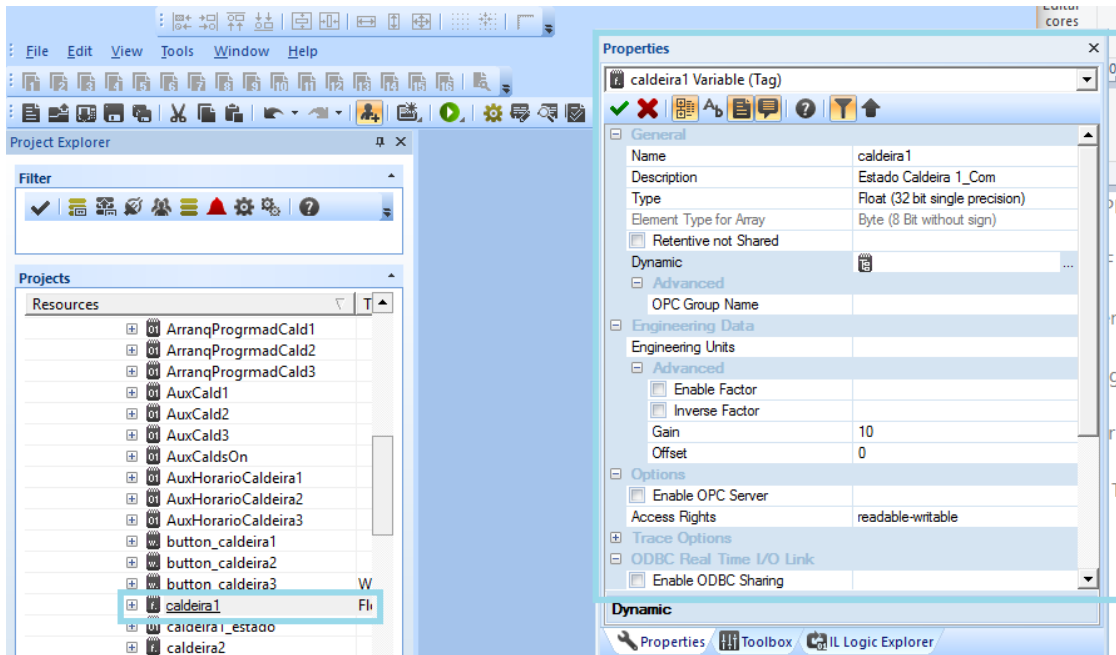 cores
File Edit View Tools Window Help
Project Explorer
Filter
Projects
Resources
ArranqProgrmadCald1
ArranqProgrmadCald2
ArranqProgrmadCald3
AuxCald1
AuxCald2
AuxCald3
AuxCaldsOn
AuxHorarioCaldeira1
AuxHorarioCaldeira2
AuxHorarioCaldeira3
button_caldeira1
button_caldeira2
button_caldeira3 W
caldeira1
caldeira1_estado
caldeira2
Properties
caldeira1 Variable (Tag)
General
Name caldeira1
Description Estado Caldeira 1_Com
Type Float (32 bit single precision)
Element Type for Array Byte (8 Bit without sign)
Retentive not Shared
Dynamic ...
Advanced
OPC Group Name
Engineering Data
Engineering Units
Advanced
Enable Factor
Inverse Factor
Gain 10
Offset 0
Options
Enable OPC Server
Access Rights readable-writable
Trace Options
ODBC Real Time I/O Link
Enable ODBC Sharing
Dynamic
Properties Toolbox IL Logic Explorer